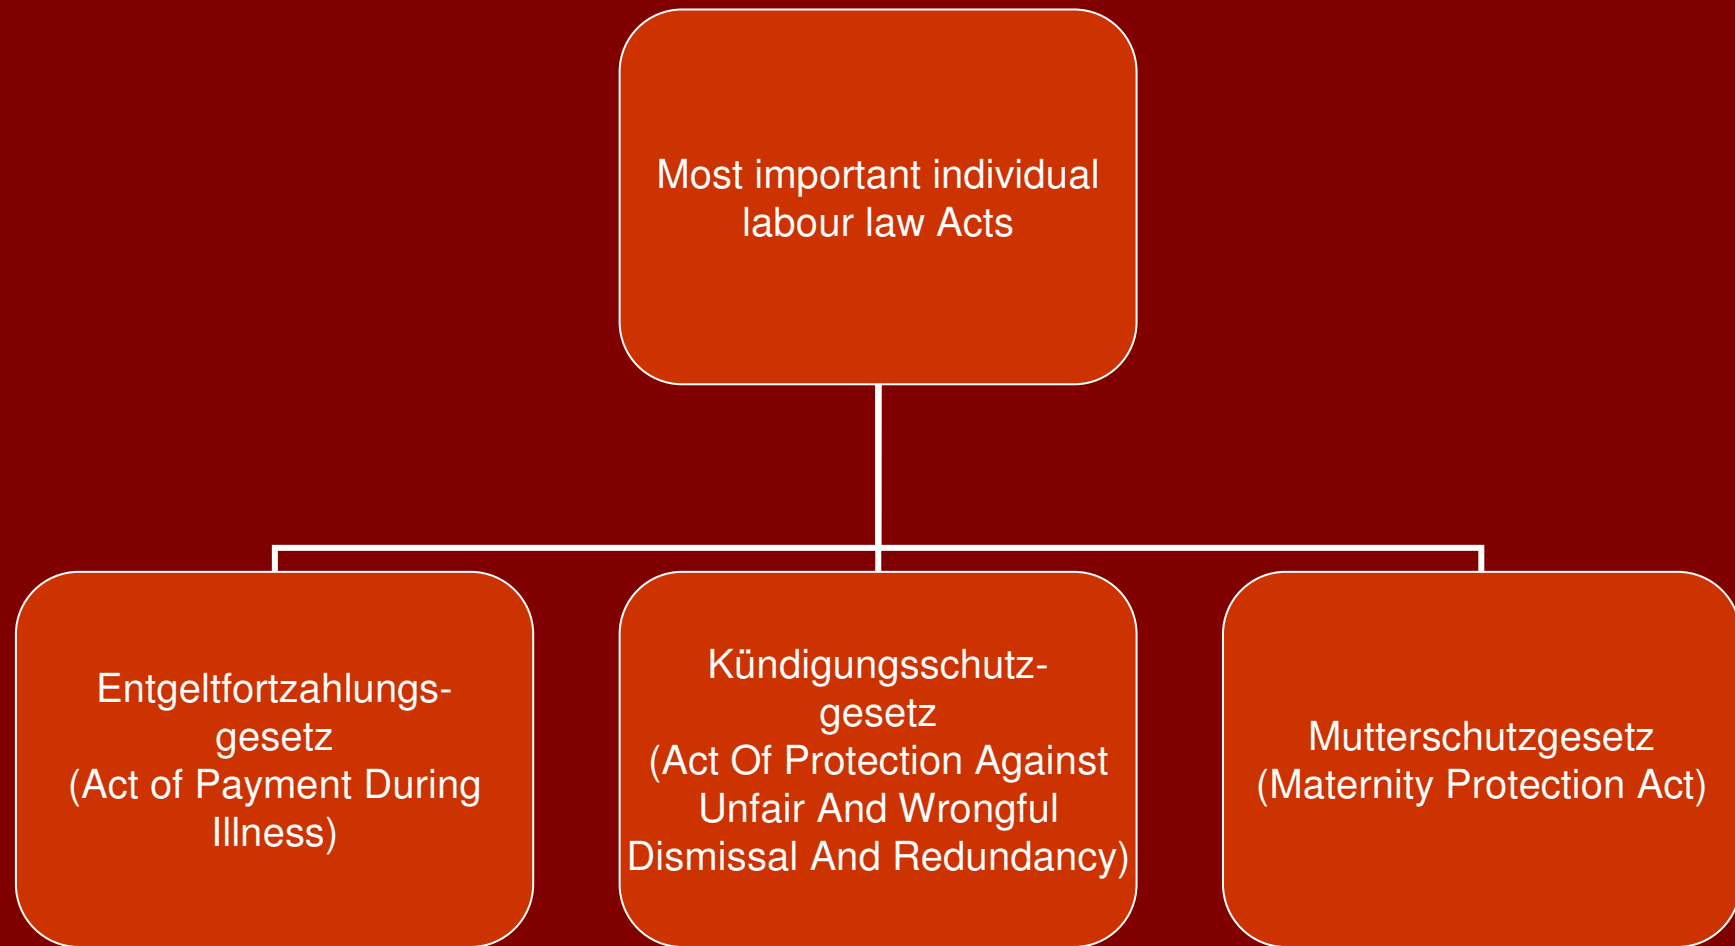 Most important individual
labour law Acts
Entgeltfortzahlungs-
gesetz
(Act of Payment During
Illness)
Kündigungsschutz-
gesetz
(Act Of Protection Against
Unfair And Wrongful
Dismissal And Redundancy)
Mutterschutzgesetz
(Maternity Protection Act)